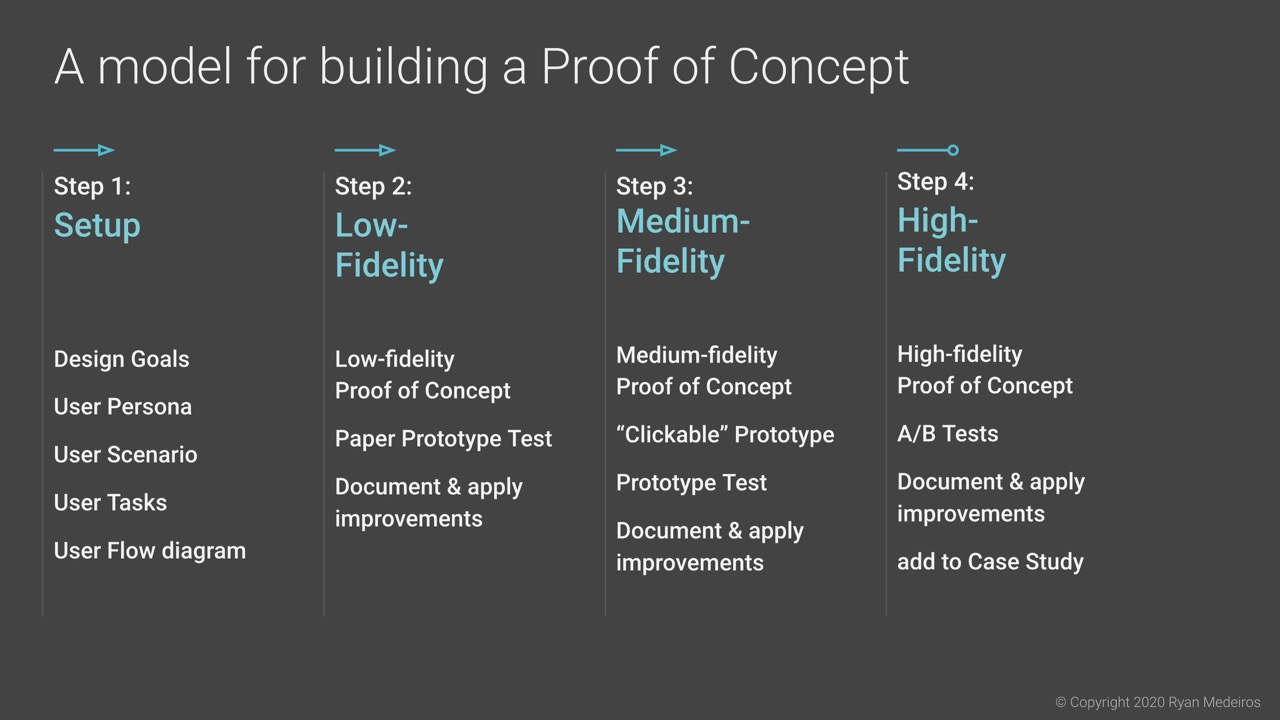 A model for building a Proof of Concept
Step 1:
Setup
Design Goals
User Persona
User Scenario
User Tasks
User Flow diagram
Step 2:
Low-
Fidelity
Low-fidelity
Proof of Concept
Paper Prototype Test
Document & apply
improvements
Step 3:
Medium-
Fidelity
Medium-fidelity
Proof of Concept
“Clickable” Prototype
Prototype Test
Document & apply
improvements
Step 4:
High-
Fidelity
High-fidelity
Proof of Concept
A/B Tests
Document & apply
improvements
add to Case Study
© Copyright 2020 Ryan Medeiros